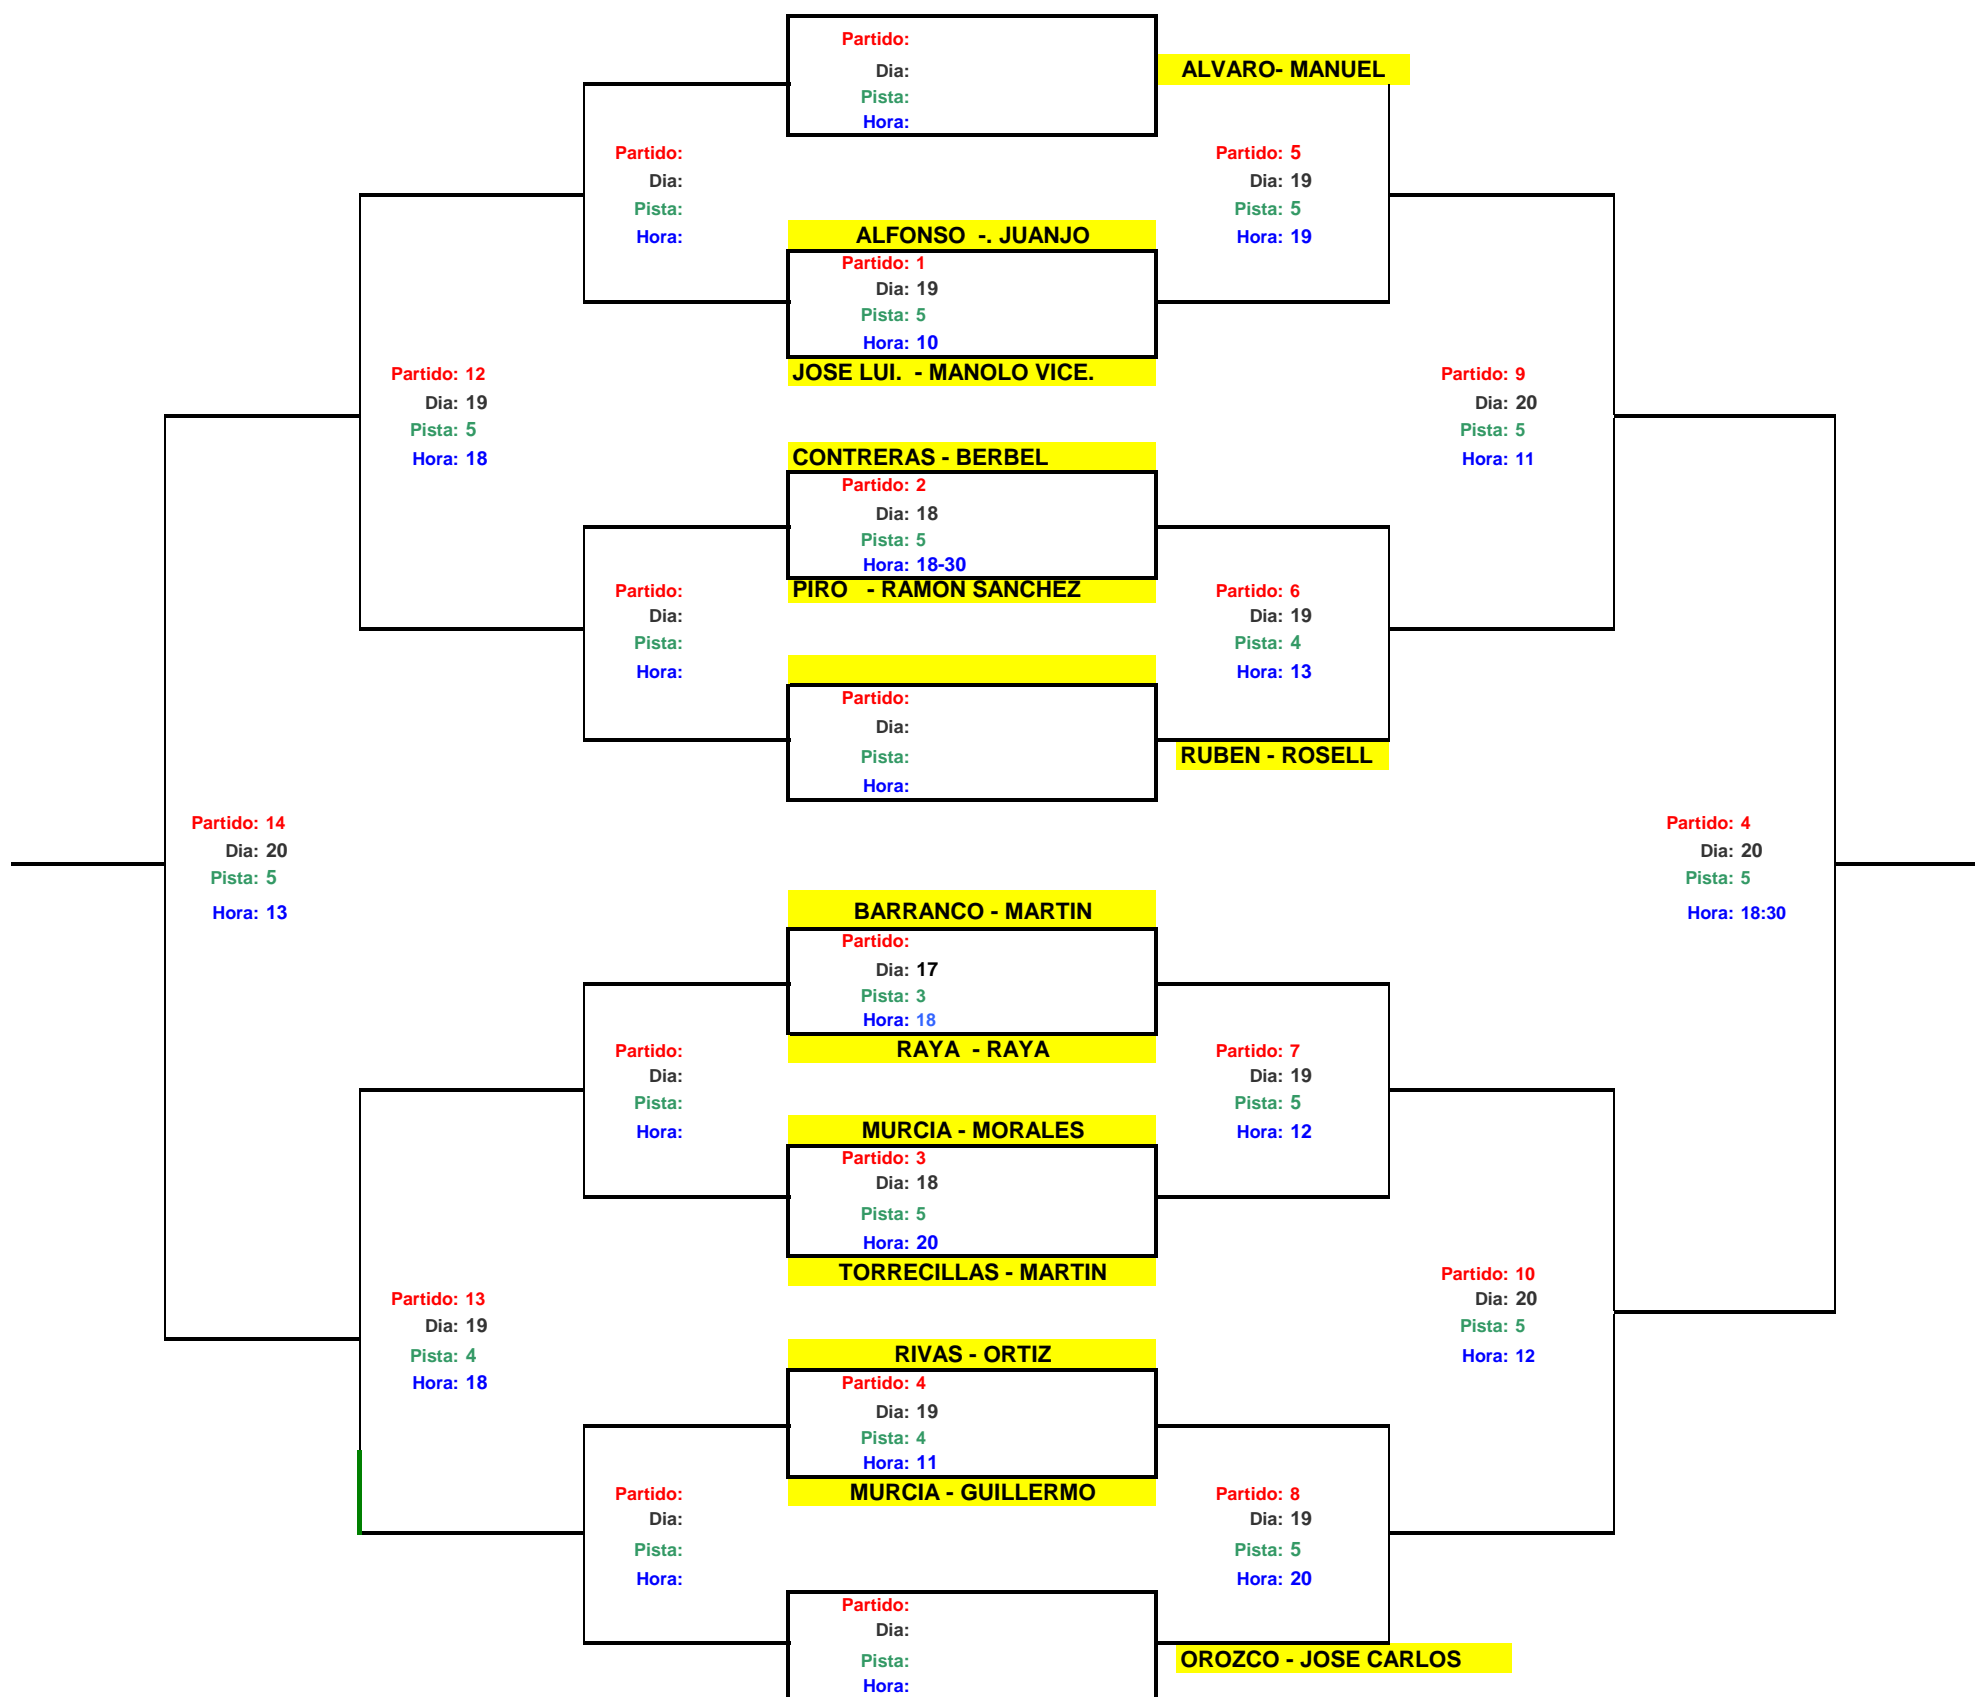 Partido:
ALVARO- MANUEL
Dia:
Pista:
Hora:
Partido:
Partido: 5
Dia:
Dia: 19
Pista:
Pista: 5
Hora:
ALFONSO -. JUANJO
Hora: 19
Partido: 1
Dia: 19
Pista: 5
Hora: 10
Partido: 12
JOSE LUI. - MANOLO VICE.
Partido: 9
Dia: 19
Dia: 20
Pista: 5
Pista: 5
Hora: 18
CONTRERAS - BERBEL
Hora: 11
Partido: 2
Dia: 18
Pista: 5
Hora: 18-30
Partido:
PIRO - RAMON SANCHEZ
Partido: 6
Dia:
Dia: 19
Pista:
Pista: 4
Hora:
Hora: 13
Partido:
Dia:
Pista:
RUBEN - ROSELL
Hora:
Partido: 14
Partido: 4
Dia: 20
Dia: 20
Pista: 5
Pista: 5
Hora: 13
BARRANCO - MARTIN
Hora: 18:30
Partido:
Dia: 17
Pista: 3
Hora: 18
Partido:
RAYA - RAYA
Partido: 7
Dia:
Dia: 19
Pista:
Pista: 5
Hora:
MURCIA - MORALES
Hora: 12
Partido: 3
Dia: 18
Pista: 5
Hora: 20
TORRECILLAS - MARTIN
Partido: 10
Partido: 13
Dia: 20
Dia: 19
Pista: 5
Pista: 4
RIVAS - ORTIZ
Hora: 12
Hora: 18
Partido: 4
Dia: 19
Pista: 4
Hora: 11
Partido:
MURCIA - GUILLERMO
Partido: 8
Dia:
Dia: 19
Pista:
Pista: 5
Hora:
Hora: 20
Partido:
Dia:
Pista:
OROZCO - JOSE CARLOS
Hora: